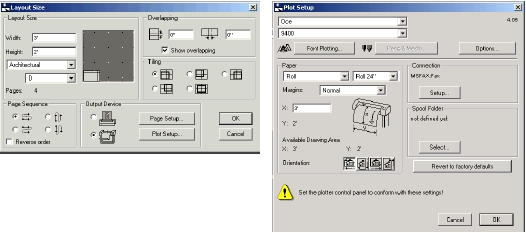 Layout Size
Layout Size
Width: 3'
Height: 2'
Architectural
()
Pages: 4
Overlapping
0"
0"
Show overlapping
Tiling
Page Sequence
Reverse order
Output Device
Page Setup...
Plot Setup...
OK
Cancel
Plot Setup
Oce
4.09
9400
Font Plotting...
Options...
Paper
Roll
Roll 24"
Margins: Normal
X: 3'
Y: 2'
Available Drawing Area
X: 3' Y: 2'
Orientation:
Connection
MSFAX:Fax
Setup...
Spool Folder
not defined yet
Select...
Revert to factory defaults
Set the plotter control panel to conform with these settings!
Cancel
OK